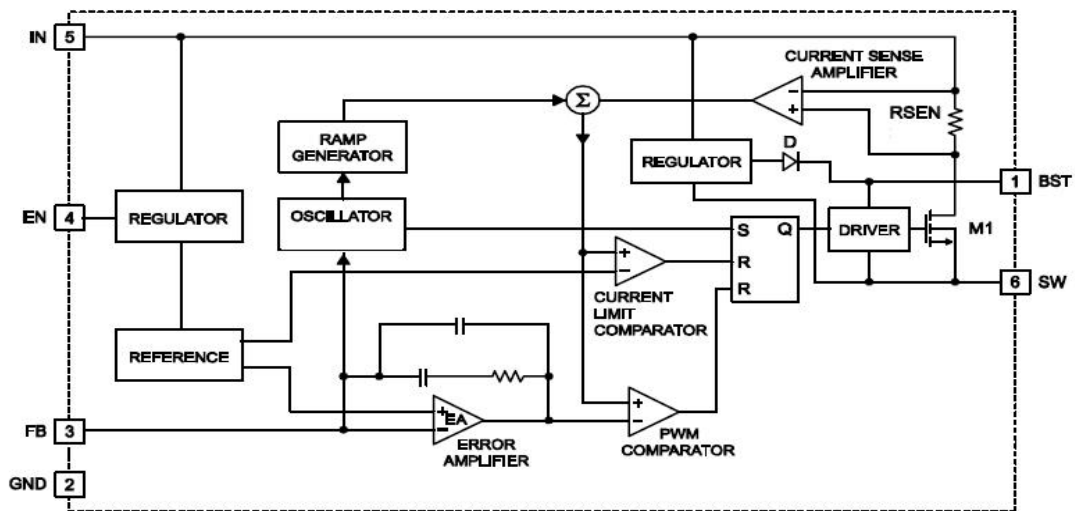 IN 5
CURRENT SENSE
AMPLIFIER
Σ
−
+
RSEN
RAMP
GENERATOR
D
REGULATOR
1 BST
EN 4
REGULATOR
OSCILLATOR
S Q
DRIVER
M1
+
−
R
6 SW
CURRENT
LIMIT
COMPARATOR
R
REFERENCE
+
−
EA
+
−
FB 3
ERROR
AMPLIFIER
PWM
COMPARATOR
GND 2